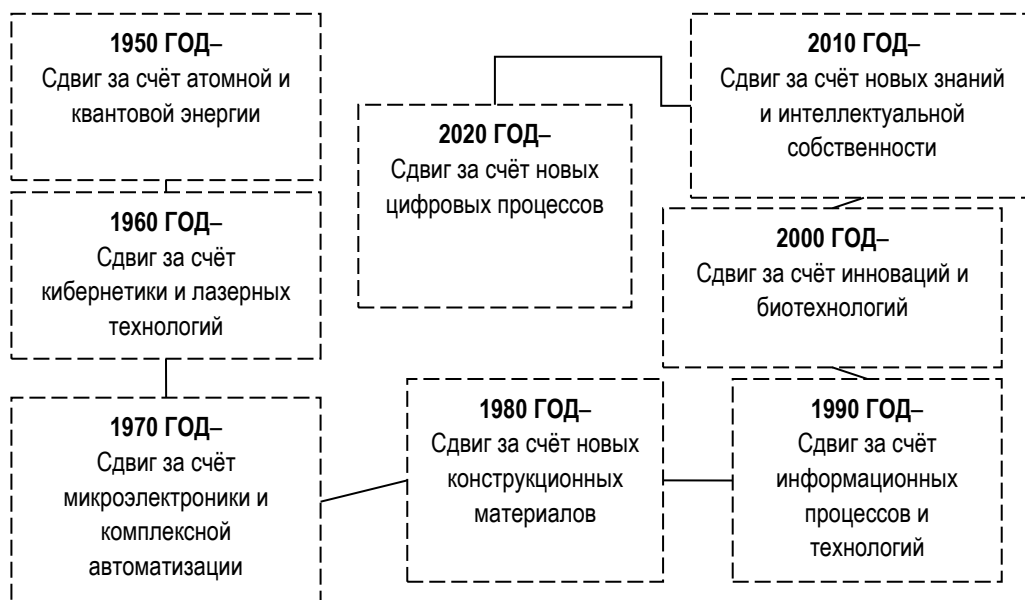 1950 ГОД–
Сдвиг за счёт атомной и
квантовой энергии
1960 ГОД–
Сдвиг за счёт
кибернетики и лазерных
технологий
1970 ГОД–
Сдвиг за счёт
микроэлектроники и
комплексной
автоматизации
1980 ГОД–
Сдвиг за счёт новых
конструкционных
материалов
1990 ГОД–
Сдвиг за счёт
информационных
процессов и
технологий
2000 ГОД–
Сдвиг за счёт инноваций и
биотехнологий
2010 ГОД–
Сдвиг за счёт новых знаний
и интеллектуальной
собственности
2020 ГОД–
Сдвиг за счёт новых
цифровых процессов